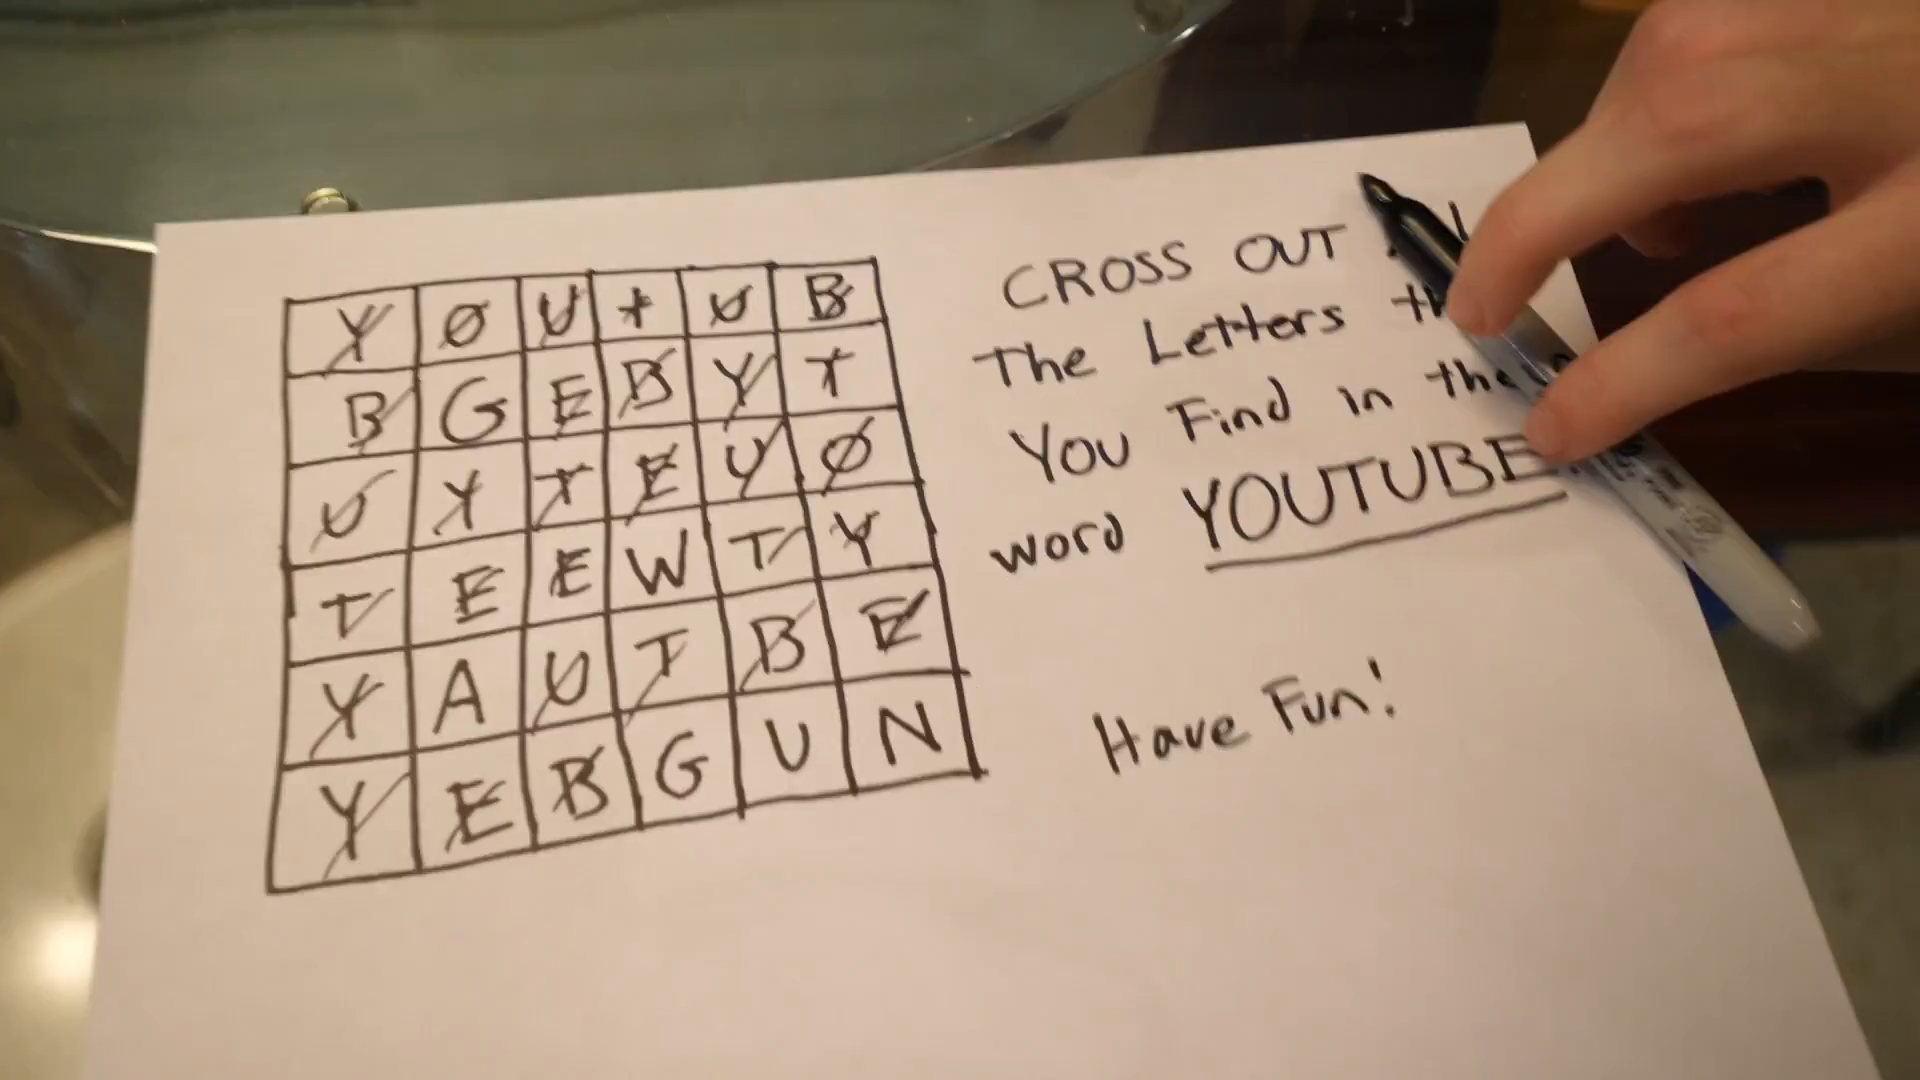 Y O U T U B
B G E B Y T
U Y T E U O
T E E W T Y
Y A U T B E
Y E B G U N
CROSS OUT
The Letters
You Find in the
word YOUTUBE
Have Fun!